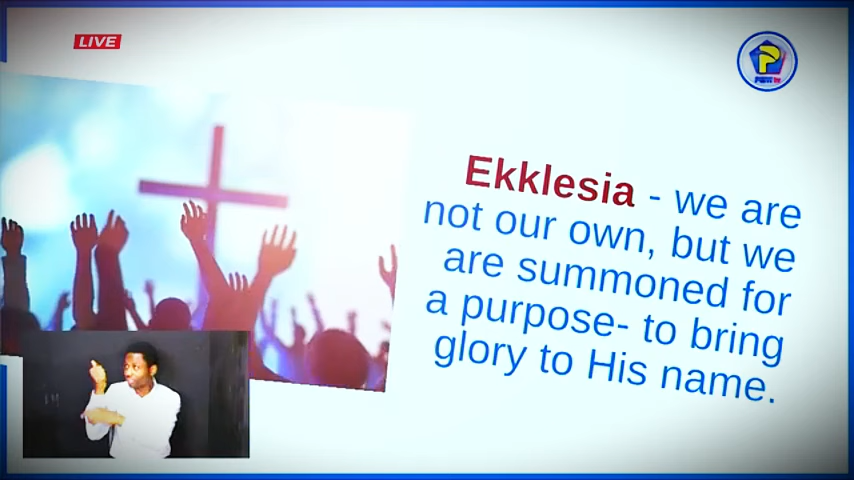 LIVE
P
Ekklesia - we are
not our own, but we
are summoned for
a purpose- to bring
glory to His name.